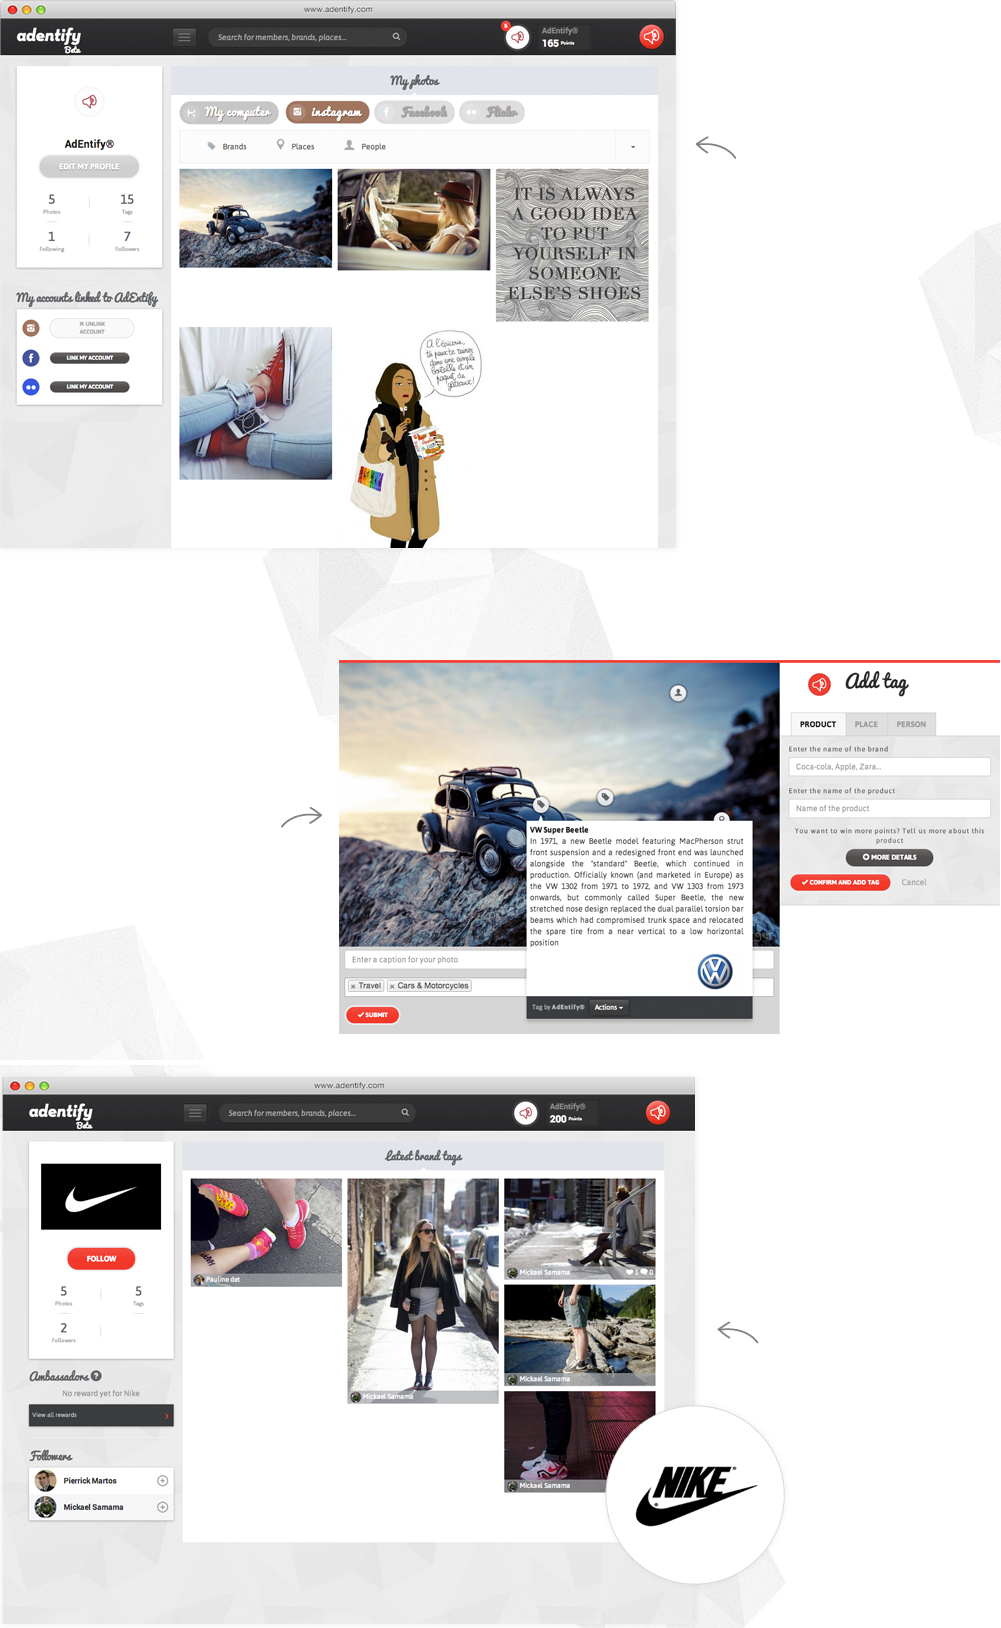 www.adentify.com
adentify
Beta
Search for members, brands, places...
6
AdEntify®
165 Points
My photos
My computer
instagram
Facebook
Flickr
Brands
Places
People
AdEntify®
EDIT MY PROFILE
5
Photos
15
Tags
1
Following
7
Followers
My accounts linked to AdEntify
UNLINK
ACCOUNT
LINK MY ACCOUNT
LINK MY ACCOUNT
IT IS ALWAYS
A GOOD IDEA
TO PUT
YOURSELF IN
SOMEONE
ELSE'S SHOES
A l'épicerie,
tu peux te ruiner
dans une simple
bouteille et un
paquet de
gâteaux!
Add tag
PRODUCT
PLACE
PERSON
Enter the name of the brand
Coca-cola, Apple, Zara...
Enter the name of the product
Name of the product
You want to win more points? Tell us more about this
product
MORE DETAILS
CONFIRM AND ADD TAG
Cancel
VW Super Beetle
In 1971, a new Beetle model featuring MacPherson strut
front suspension and a redesigned front end was launched
alongside the "standard" Beetle, which continued in
production. Officially known (and marketed in Europe) as
the VW 1302 from 1971 to 1972, and VW 1303 from 1973
onwards, but commonly called Super Beetle, the new
stretched nose design replaced the dual parallel torsion bar
beams which had compromised trunk space and relocated
the spare tire from a near vertical to a low horizontal
position
Tag by AdEntify®
Actions
Enter a caption for your photo
Travel
Cars & Motorcycles
SUBMIT
www.adentify.com
adentify
Beta
Search for members, brands, places...
AdEntify®
200 Points
Latest brand tags
FOLLOW
5
Photos
5
Tags
2
Followers
Ambassadors ?
No reward yet for Nike
View all rewards
Followers
Pierrick Martos
Mickael Samama
Pauline det
Mickael Samama
Mickael Samama
1 0
Mickael Samama
Mickael Samama
NIKE